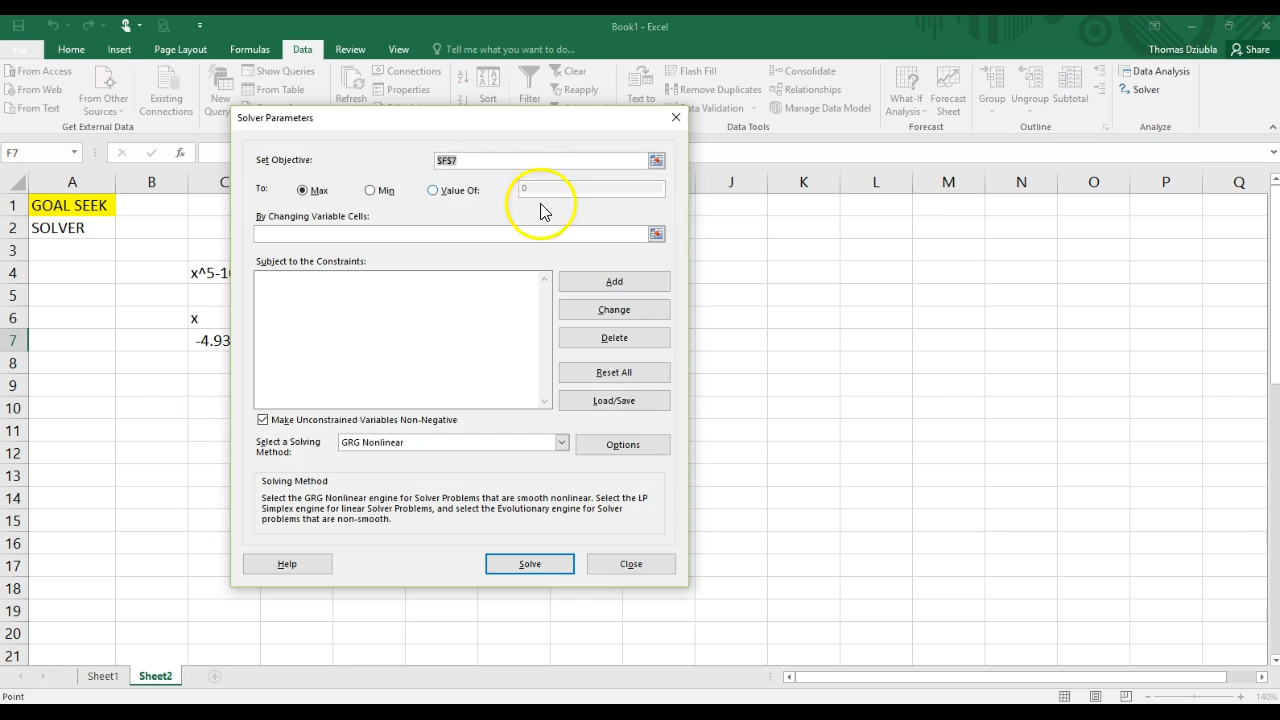 Book1 - Excel
File Home Insert Page Layout Formulas Data Review View Tell me what you want to do... Thomas Dziubla Share
From Access
From Web
From Text
From Other Sources
Existing Connections
Get External Data
New Query
Show Queries
From Table
Refresh
Connections
Properties
Sort
Filter
Clear
Reapply
Text to
Flash Fill
Remove Duplicates
Data Validation
Consolidate
Relationships
Manage Data Model
Data Tools
What-If Analysis
Forecast Sheet
Forecast
Group
Ungroup
Subtotal
Outline
Data Analysis
Solver
Analyze
F7
A B C J K L M N O P Q
1 GOAL SEEK
2 SOLVER
3
4 x^5-10
5
6 x
7 -4.93
8
9
10
11
12
13
14
15
16
17
18
19
20
21
Solver Parameters
Set Objective: $F$7
To: Max Min Value Of: 0
By Changing Variable Cells:
Subject to the Constraints:
Add
Change
Delete
Reset All
Load/Save
Make Unconstrained Variables Non-Negative
Select a Solving Method: GRG Nonlinear Options
Solving Method
Select the GRG Nonlinear engine for Solver Problems that are smooth nonlinear. Select the LP
Simplex engine for linear Solver Problems, and select the Evolutionary engine for Solver
problems that are non-smooth.
Help Solve Close
Sheet1 Sheet2
Point 140%